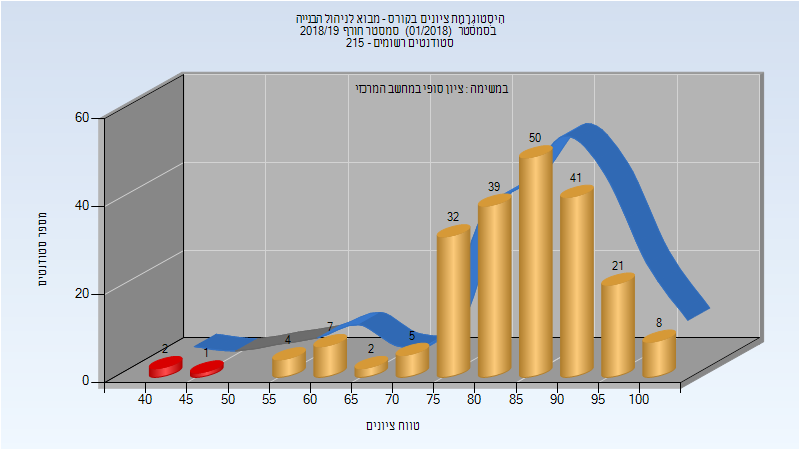 היסטוגרמת ציונים בקורס - מבוא לניהול הבנייה
בסמסטר (01/2018) סמסטר חורף 2018/19
סטודנטים רשומים - 215
במשימה : ציון סופי במחשב המרכזי
מספר סטודנטים
60
40
20
0
2
1
4
7
2
5
32
39
50
41
21
8
40 45 50 55 60 65 70 75 80 85 90 95 100
טווח ציונים